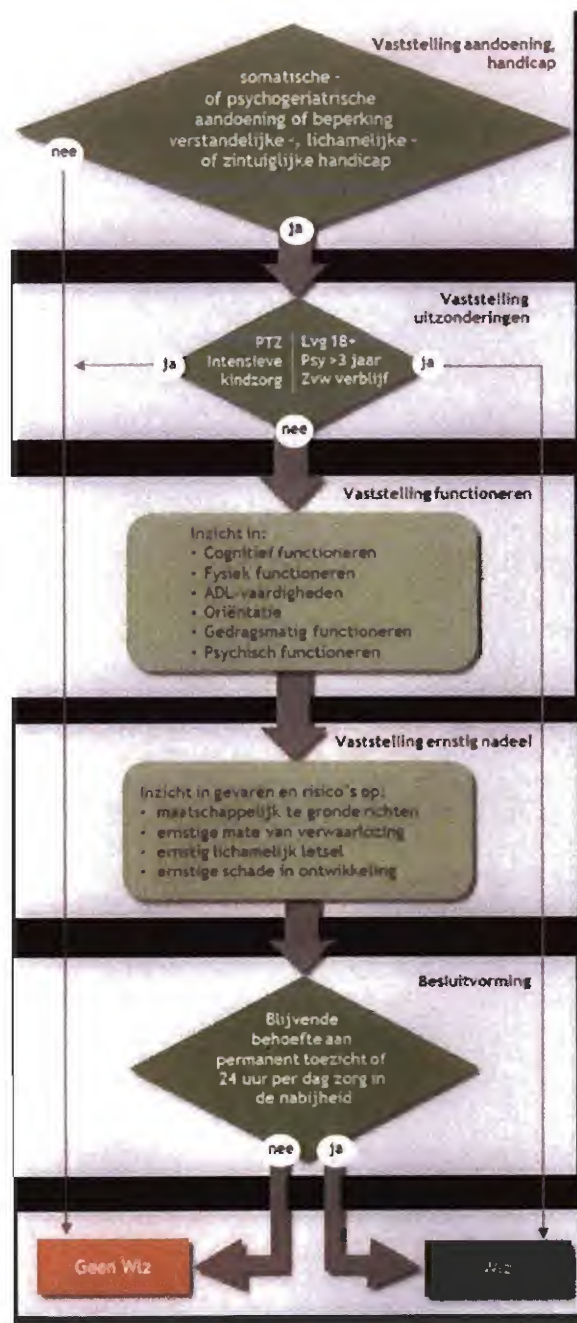 Vaststelling aandoening,
handicap
somatische -
of psychogeriatrische
aandoening of beperking
verstandelijke -, lichamelijke -
of zintuiglijke handicap
nee
ja
Vaststelling
uitzonderingen
PTZ
Intensieve
kindzorg
Lvg 18+
Psy >3 jaar
Zvw verblijf
ja
ja
nee
Vaststelling functioneren
Inzicht in:
• Cognitief functioneren
• Fysiek functioneren
• ADL-vaardigheden
• Oriëntatie
• Gedragsmatig functioneren
• Psychisch functioneren
Vaststelling ernstig nadeel
Inzicht in gevaren en risico's op:
• maatschappelijk te gronde richten
• ernstige mate van verwaarlozing
• ernstig lichamelijk letsel
• ernstige schade in ontwikkeling
Besluitvorming
Blijvende
behoefte aan
permanent toezicht of
24 uur per dag zorg in
de nabijheid
nee
ja
Geen Wlz
Wlz